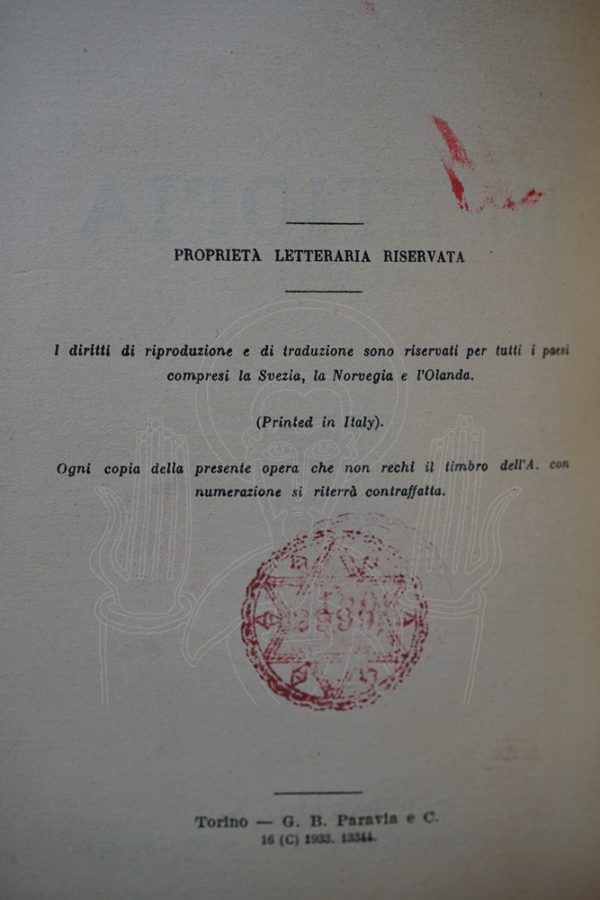 PROPRIETÀ LETTERARIA RISERVATA
I diritti di riproduzione e di traduzione sono riservati per tutti i paesi
compresi la Svezia, la Norvegia e l'Olanda.
(Printed in Italy).
Ogni copia della presente opera che non rechi il timbro dell'A. con
numerazione si riterrà contraffatta.
Torino — G. B. Paravia e C.
16 (C) 1933. 13344.